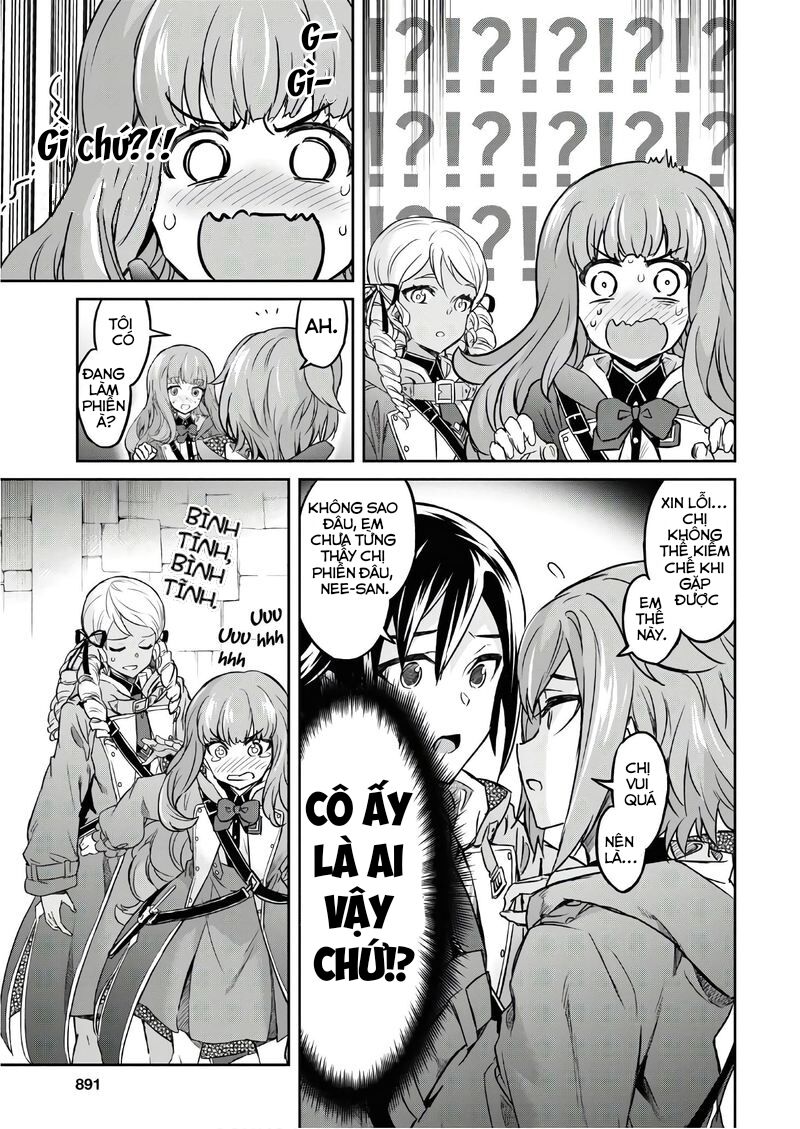 !?!?!?!?!?!?
!?!?!?!?!?!?
!?!?!?!?
G-
Gì-
Gì chứ?!!
AH.
TÔI
CÓ
ĐANG
LÀM
PHIỀN
À?
XIN LỖI...
CHỊ
KHÔNG
THỂ KIỀM
CHẾ KHI
GẶP ĐƯỢC
EM THẾ
NÀY.
KHÔNG SAO
ĐÂU, EM
CHƯA TỪNG
THẤY CHỊ
PHIỀN ĐÂU,
NEE-SAN.
CHỊ
VUI QUÁ
NÊN
LÀ...
CÔ ẤY
LÀ AI
VẬY
CHỨ!?
BÌNH
TĨNH,
BÌNH
TĨNH.
UUU
UUU hhh
hhh
891